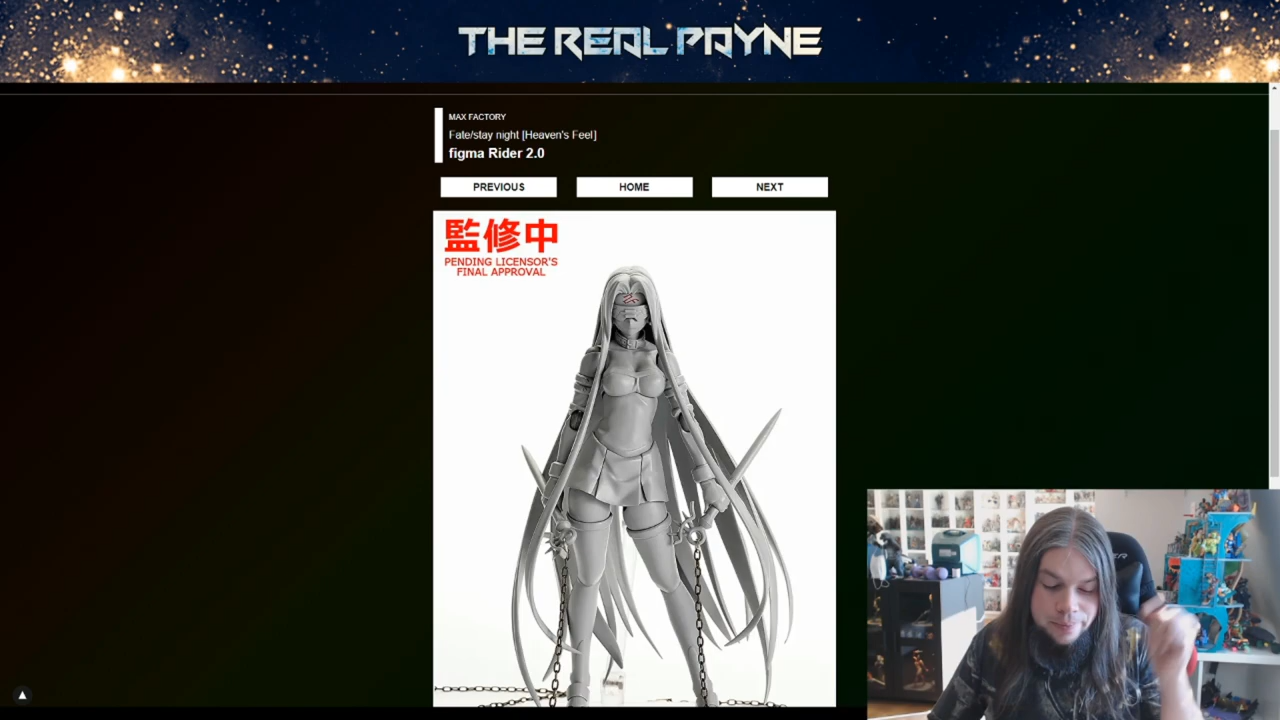 THE REAL PAYNE
MAX FACTORY
Fate/stay night [Heaven's Feel]
figma Rider 2.0
PREVIOUS
HOME
NEXT
監修中
PENDING LICENSOR'S
FINAL APPROVAL